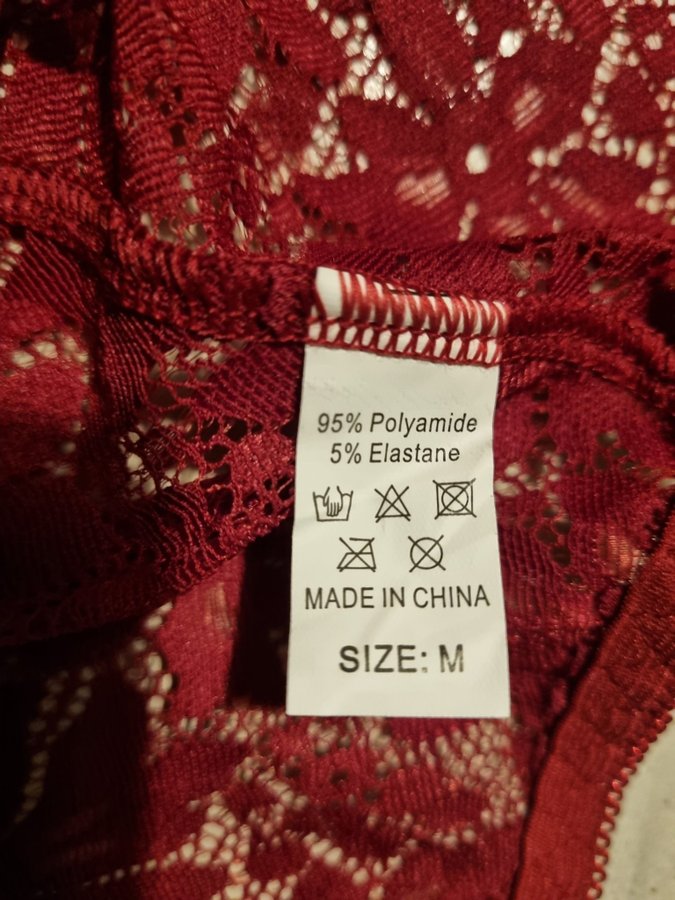 95% Polyamide
5% Elastane
MADE IN CHINA
SIZE: M